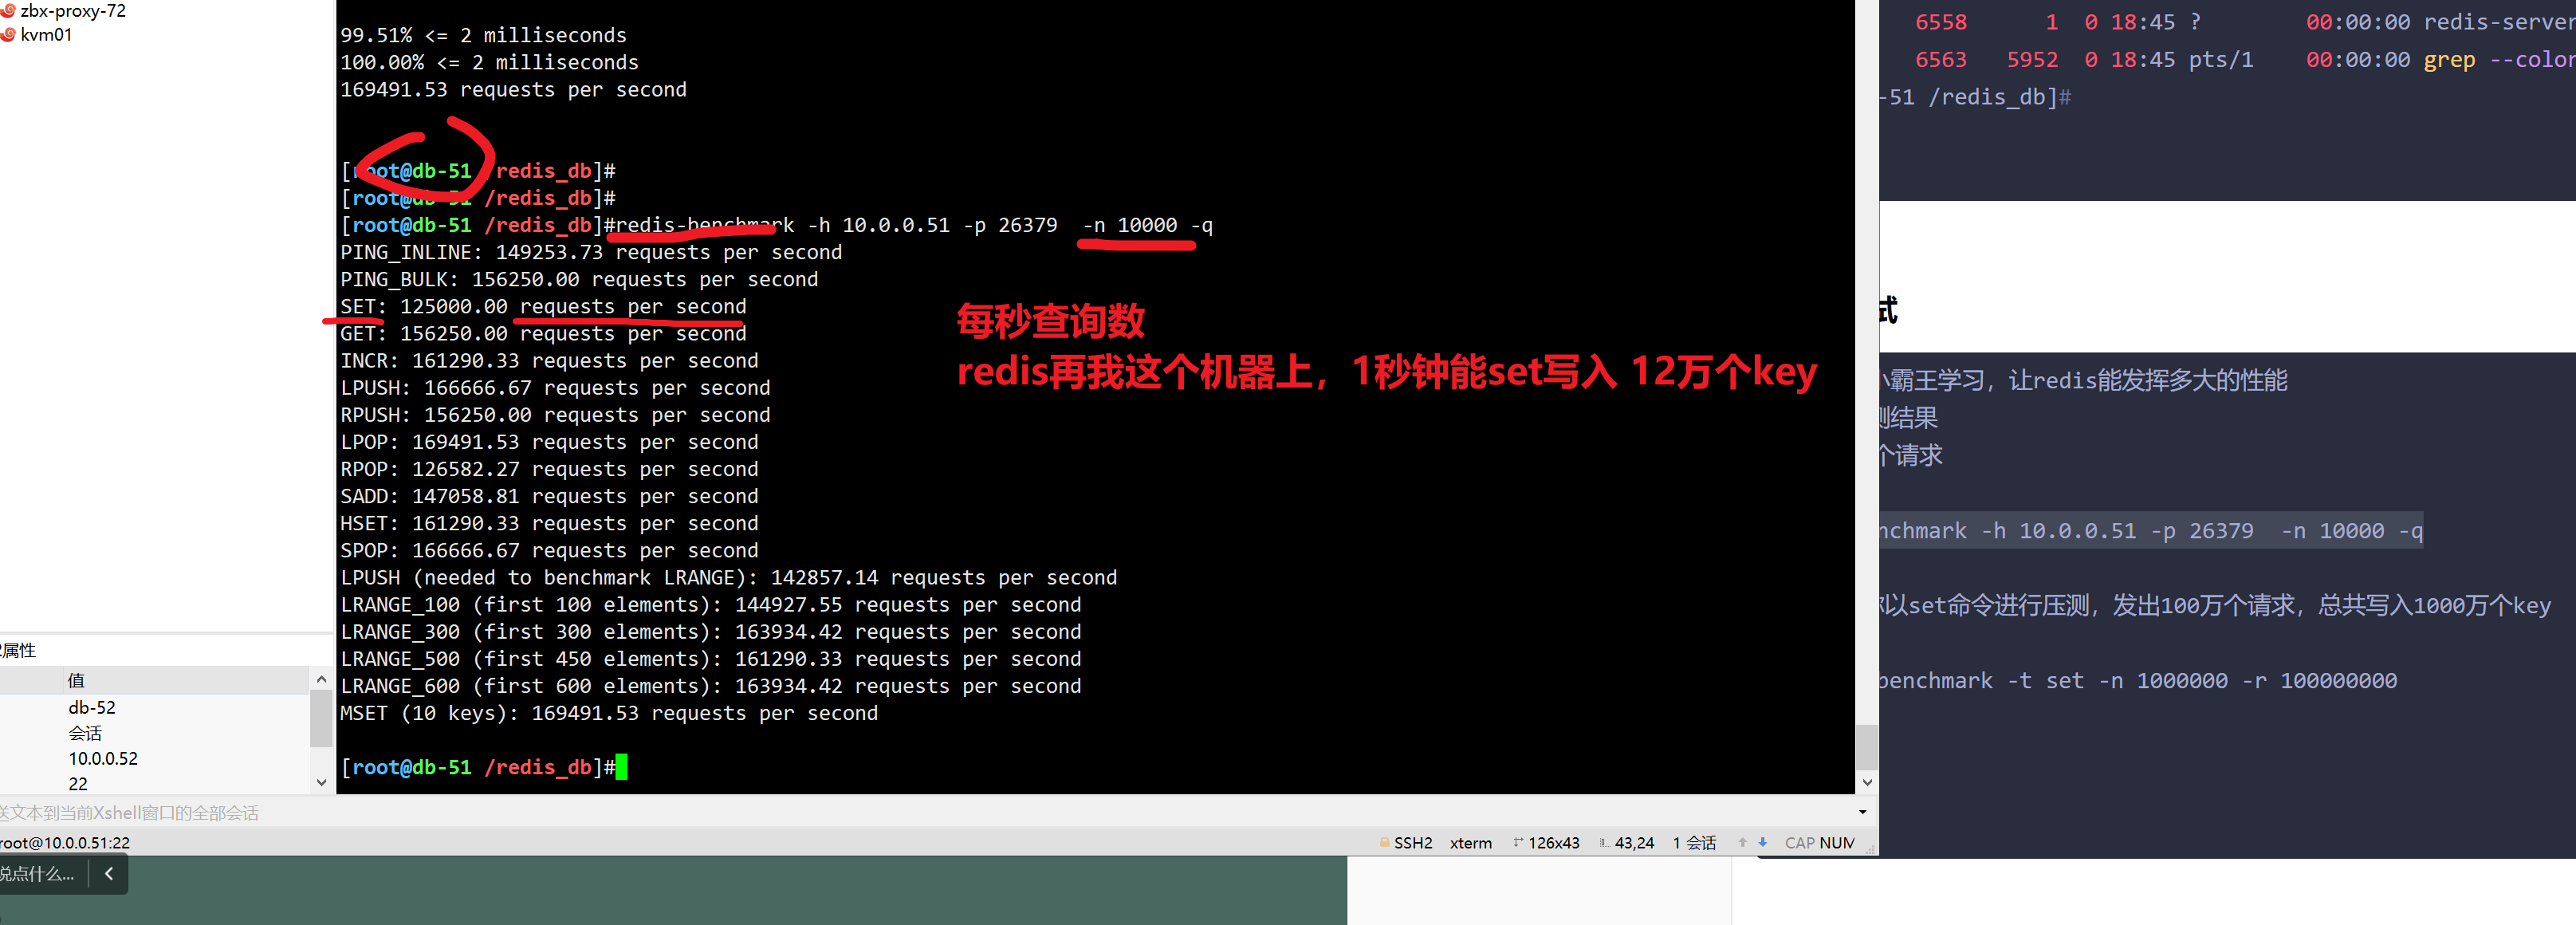 zbx-proxy-72
kvm01
属性
值
db-52
会话
10.0.0.52
22
99.51% <= 2 milliseconds
100.00% <= 2 milliseconds
169491.53 requests per second
[root@db-51 /redis_db]#
[root@db-51 /redis_db]#
[root@db-51 /redis_db]#redis-benchmark -h 10.0.0.51 -p 26379  -n 10000 -q
PING_INLINE: 149253.73 requests per second
PING_BULK: 156250.00 requests per second
SET: 125000.00 requests per second
GET: 156250.00 requests per second
INCR: 161290.33 requests per second
LPUSH: 166666.67 requests per second
RPUSH: 156250.00 requests per second
LPOP: 169491.53 requests per second
RPOP: 126582.27 requests per second
SADD: 147058.81 requests per second
HSET: 161290.33 requests per second
SPOP: 166666.67 requests per second
LPUSH (needed to benchmark LRANGE): 142857.14 requests per second
LRANGE_100 (first 100 elements): 144927.55 requests per second
LRANGE_300 (first 300 elements): 163934.42 requests per second
LRANGE_500 (first 450 elements): 161290.33 requests per second
LRANGE_600 (first 600 elements): 163934.42 requests per second
MSET (10 keys): 169491.53 requests per second
[root@db-51 /redis_db]#
每秒查询数
redis再我这个机器上，1秒钟能set写入 12万个key
文本到当前Xshell窗口的全部会话
root@10.0.0.51:22
SSH2 xterm 126x43 43,24 1 会话 CAP NUM
说点什么...
6558 1 0 18:45 ? 00:00:00 redis-server
6563 5952 0 18:45 pts/1 00:00:00 grep --color
-51 /redis_db]#
式
小霸王学习，让redis能发挥多大的性能
测结果
个请求
nchmark -h 10.0.0.51 -p 26379  -n 10000 -q
以set命令进行压测，发出100万个请求，总共写入1000万个key
benchmark -t set -n 1000000 -r 100000000